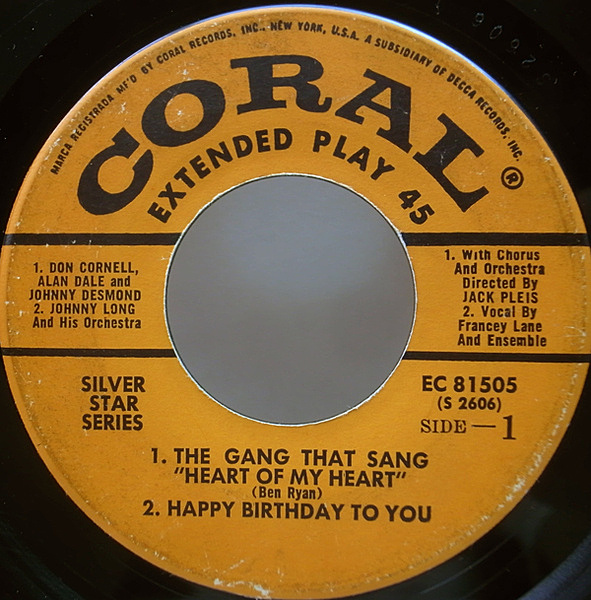 MARCA REGISTRADA MF'D BY CORAL RECORDS, INC., NEW YORK, U.S.A. A SUBSIDIARY OF DECCA RECORDS, INC.
CORAL ®
EXTENDED PLAY 45
1. DON CORNELL,
ALAN DALE and
JOHNNY DESMOND
2. JOHNNY LONG
And His Orchestra
1. With Chorus
And Orchestra
Directed By
JACK PLEIS
2. Vocal By
Francey Lane
And Ensemble
SILVER
STAR
SERIES
EC 81505
(S 2606)
SIDE — 1
1. THE GANG THAT SANG
"HEART OF MY HEART"
(Ben Ryan)
2. HAPPY BIRTHDAY TO YOU